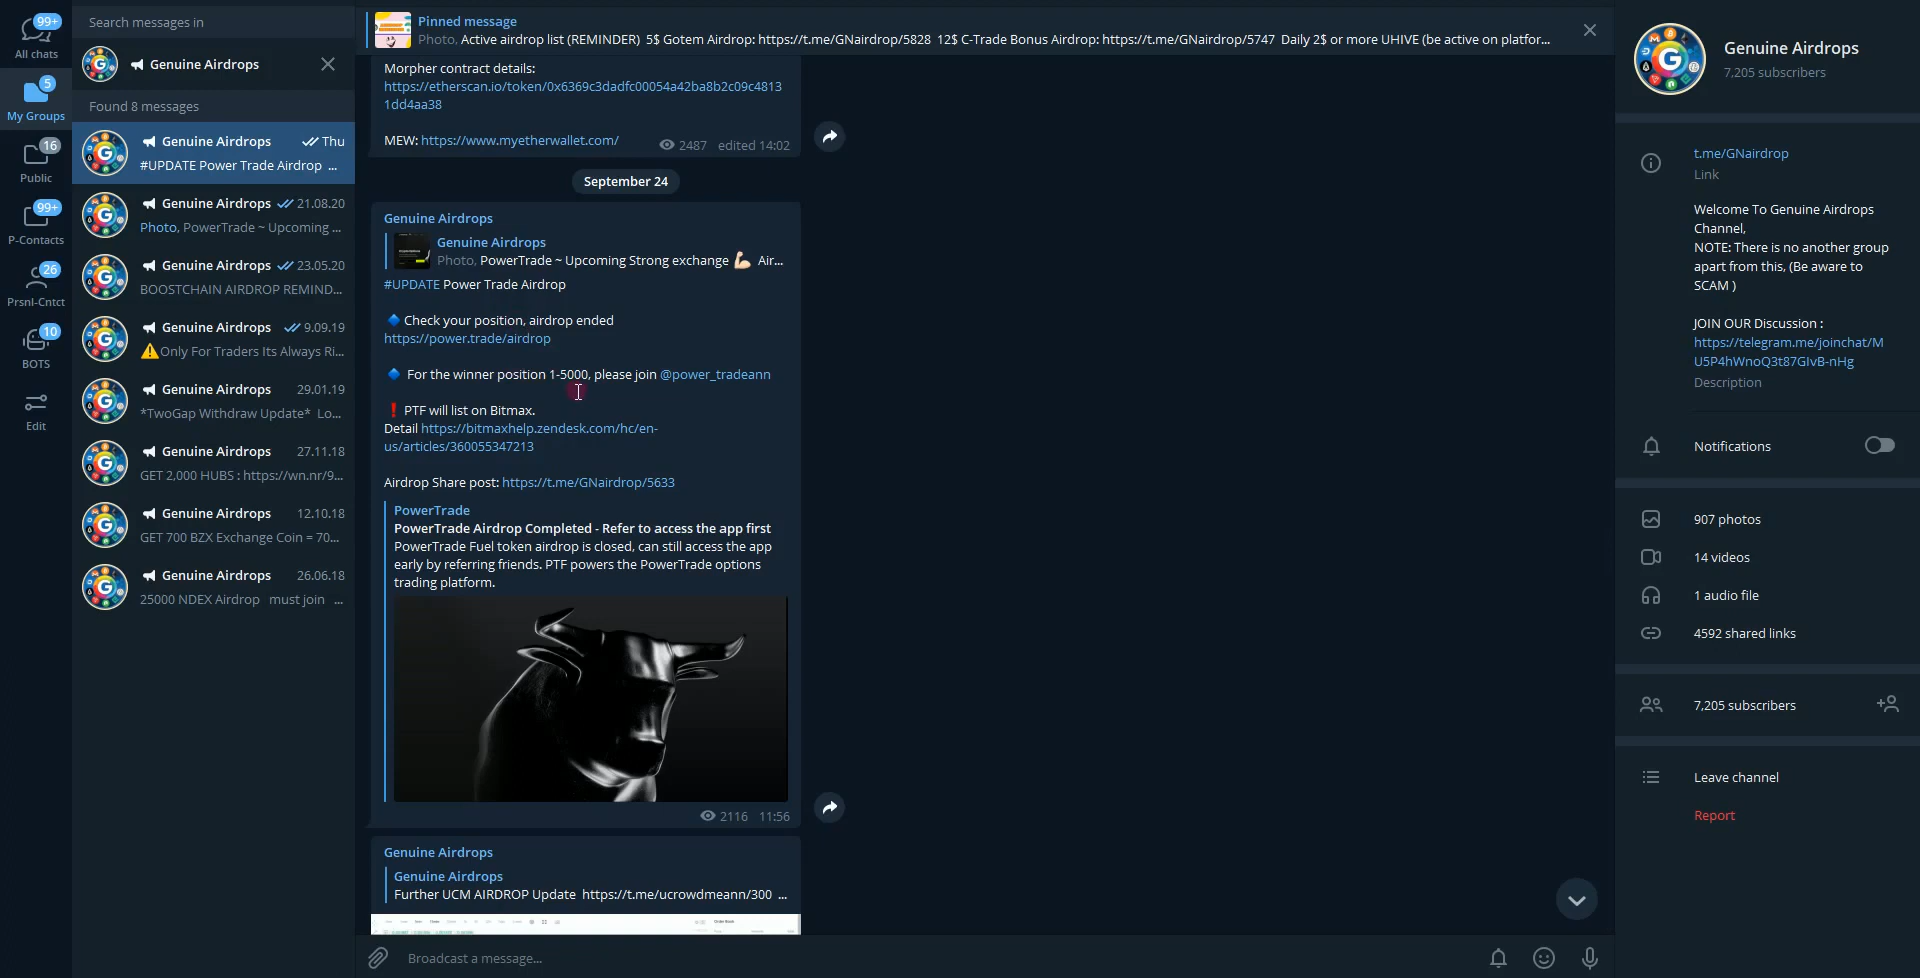 99+
All chats
5
My Groups
16
Public
99+
P-Contacts
26
Prsnl-Cntct
10
BOTS
Edit
Search messages in
Genuine Airdrops
Found 8 messages
Genuine Airdrops Thu
#UPDATE Power Trade Airdrop ...
Genuine Airdrops 21.08.20
Photo, PowerTrade ~ Upcoming ...
Genuine Airdrops 23.05.20
BOOSTCHAIN AIRDROP REMIND...
Genuine Airdrops 9.09.19
⚠️Only For Traders Its Always Ri...
Genuine Airdrops 29.01.19
*TwoGap Withdraw Update* Lo...
Genuine Airdrops 27.11.18
GET 2,000 HUBS : https://wn.nr/9...
Genuine Airdrops 12.10.18
GET 700 BZX Exchange Coin = 70...
Genuine Airdrops 26.06.18
25000 NDEX Airdrop must join ...
Pinned message
Photo, Active airdrop list (REMINDER) 5$ Gotem Airdrop: https://t.me/GNairdrop/5828 12$ C-Trade Bonus Airdrop: https://t.me/GNairdrop/5747 Daily 2$ or more UHIVE (be active on platfor...
Morpher contract details:
https://etherscan.io/token/0x6369c3dadfc00054a42ba8b2c09c4813
1dd4aa38
MEW: https://www.myetherwallet.com/
2487 edited 14:02
September 24
Genuine Airdrops
Genuine Airdrops
Photo, PowerTrade ~ Upcoming Strong exchange 💪 Air...
#UPDATE Power Trade Airdrop
🔹Check your position, airdrop ended
https://power.trade/airdrop
🔹 For the winner position 1-5000, please join @power_tradeann
❗ PTF will list on Bitmax.
Detail https://bitmaxhelp.zendesk.com/hc/en-
us/articles/360055347213
Airdrop Share post: https://t.me/GNairdrop/5633
PowerTrade
PowerTrade Airdrop Completed - Refer to access the app first
PowerTrade Fuel token airdrop is closed, can still access the app
early by referring friends. PTF powers the PowerTrade options
trading platform.
2116 11:56
Genuine Airdrops
Genuine Airdrops
Further UCM AIRDROP Update https://t.me/ucrowdmeann/300 ...
Broadcast a message...
Genuine Airdrops
7,205 subscribers
t.me/GNairdrop
Link
Welcome To Genuine Airdrops
Channel,
NOTE: There is no another group
apart from this, (Be aware to
SCAM )
JOIN OUR Discussion :
https://telegram.me/joinchat/M
U5P4hWnoQ3t87GIvB-nHg
Description
Notifications
907 photos
14 videos
1 audio file
4592 shared links
7,205 subscribers
Leave channel
Report